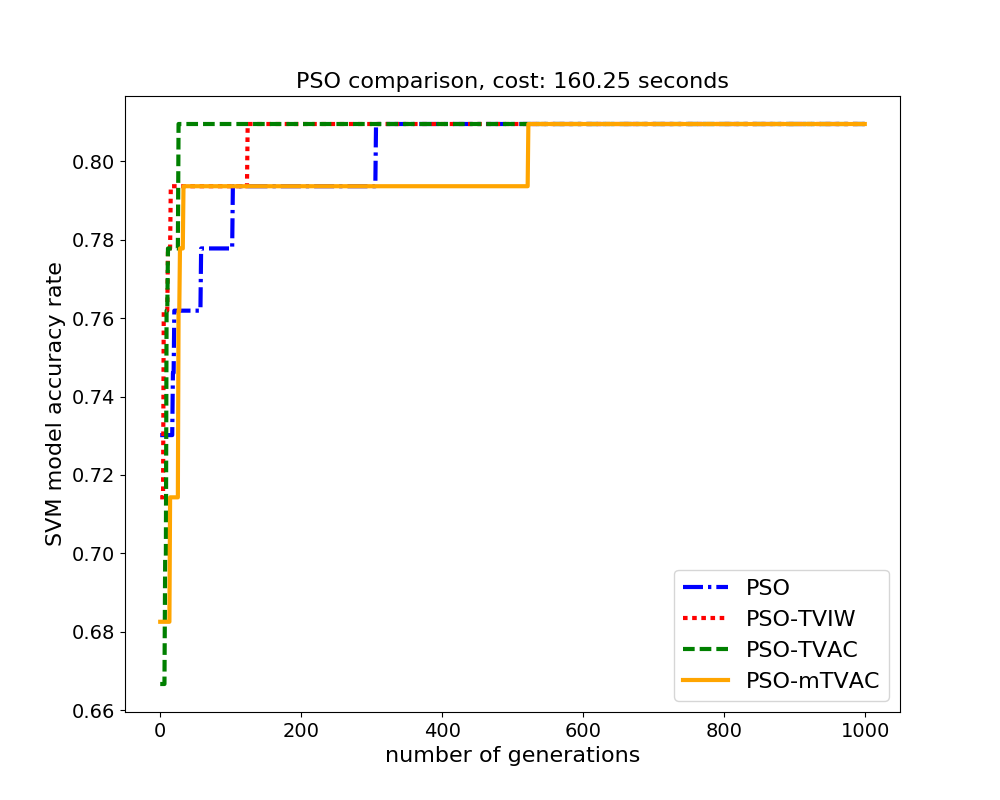 PSO comparison, cost: 160.25 seconds
SVM model accuracy rate
0.80
0.78
0.76
0.74
0.72
0.70
0.68
0.66
0 200 400 600 800 1000
number of generations
PSO
PSO-TVIW
PSO-TVAC
PSO-mTVAC